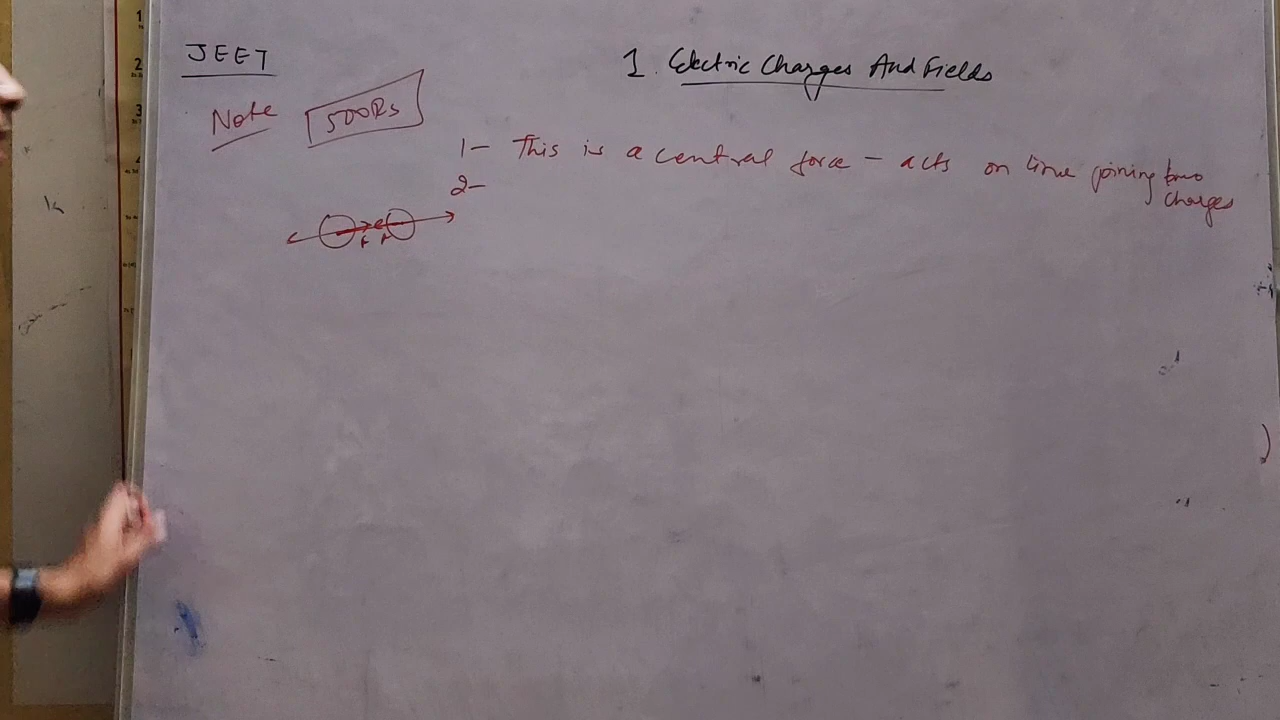 JEET
1. Electric Charges And Fields
Note
500Rs
1- This is a central force - acts on line joining two
charges
2-
F F